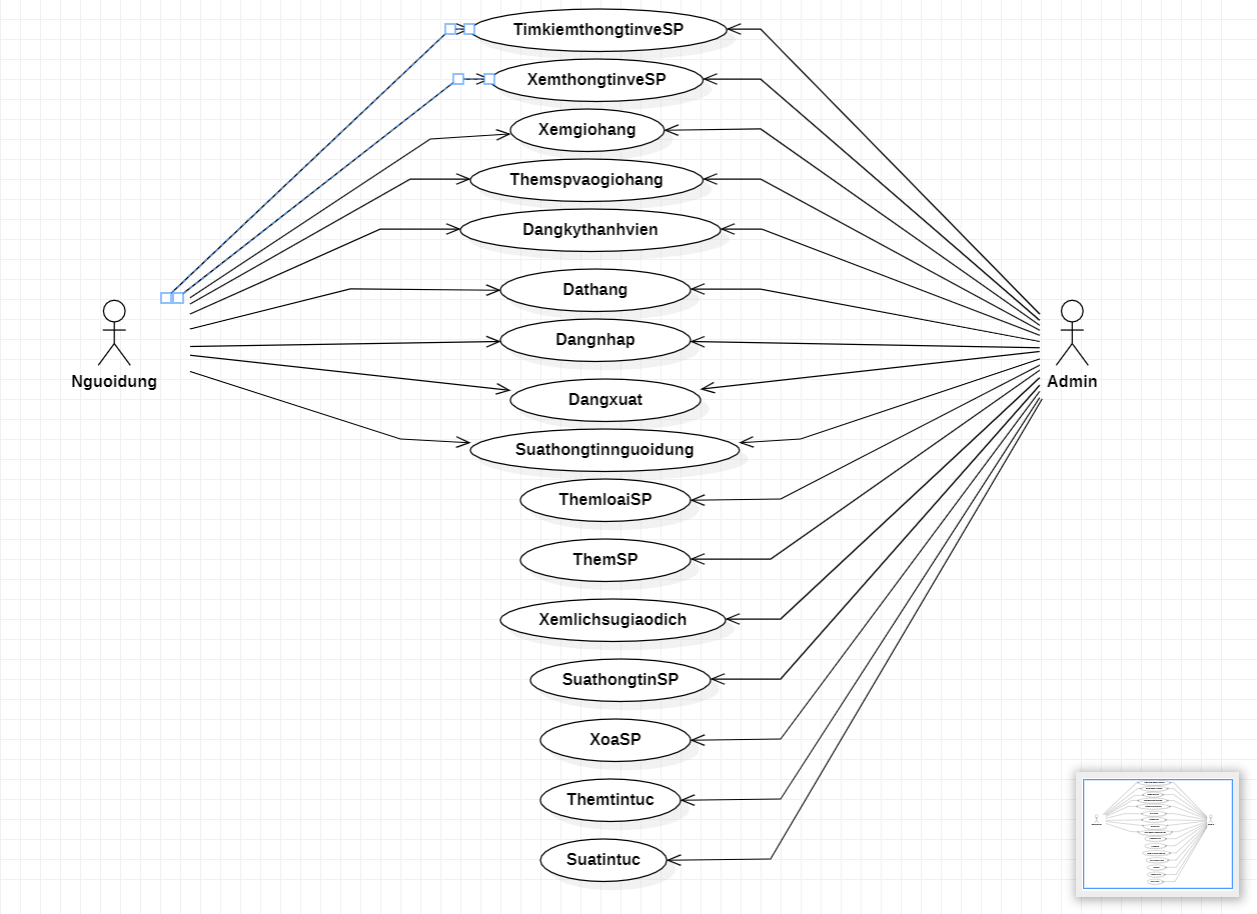 TimkiemthongtinveSP
XemthongtinveSP
Xemgiohang
Themspvaogiohang
Dangkythanhvien
Dathang
Dangnhap
Nguoidung
Admin
Dangxuat
Suathongtinnguoidung
ThemloaiSP
ThemSP
Xemlichsugiaodich
SuathongtinSP
XoaSP
Themtintuc
Suatintuc